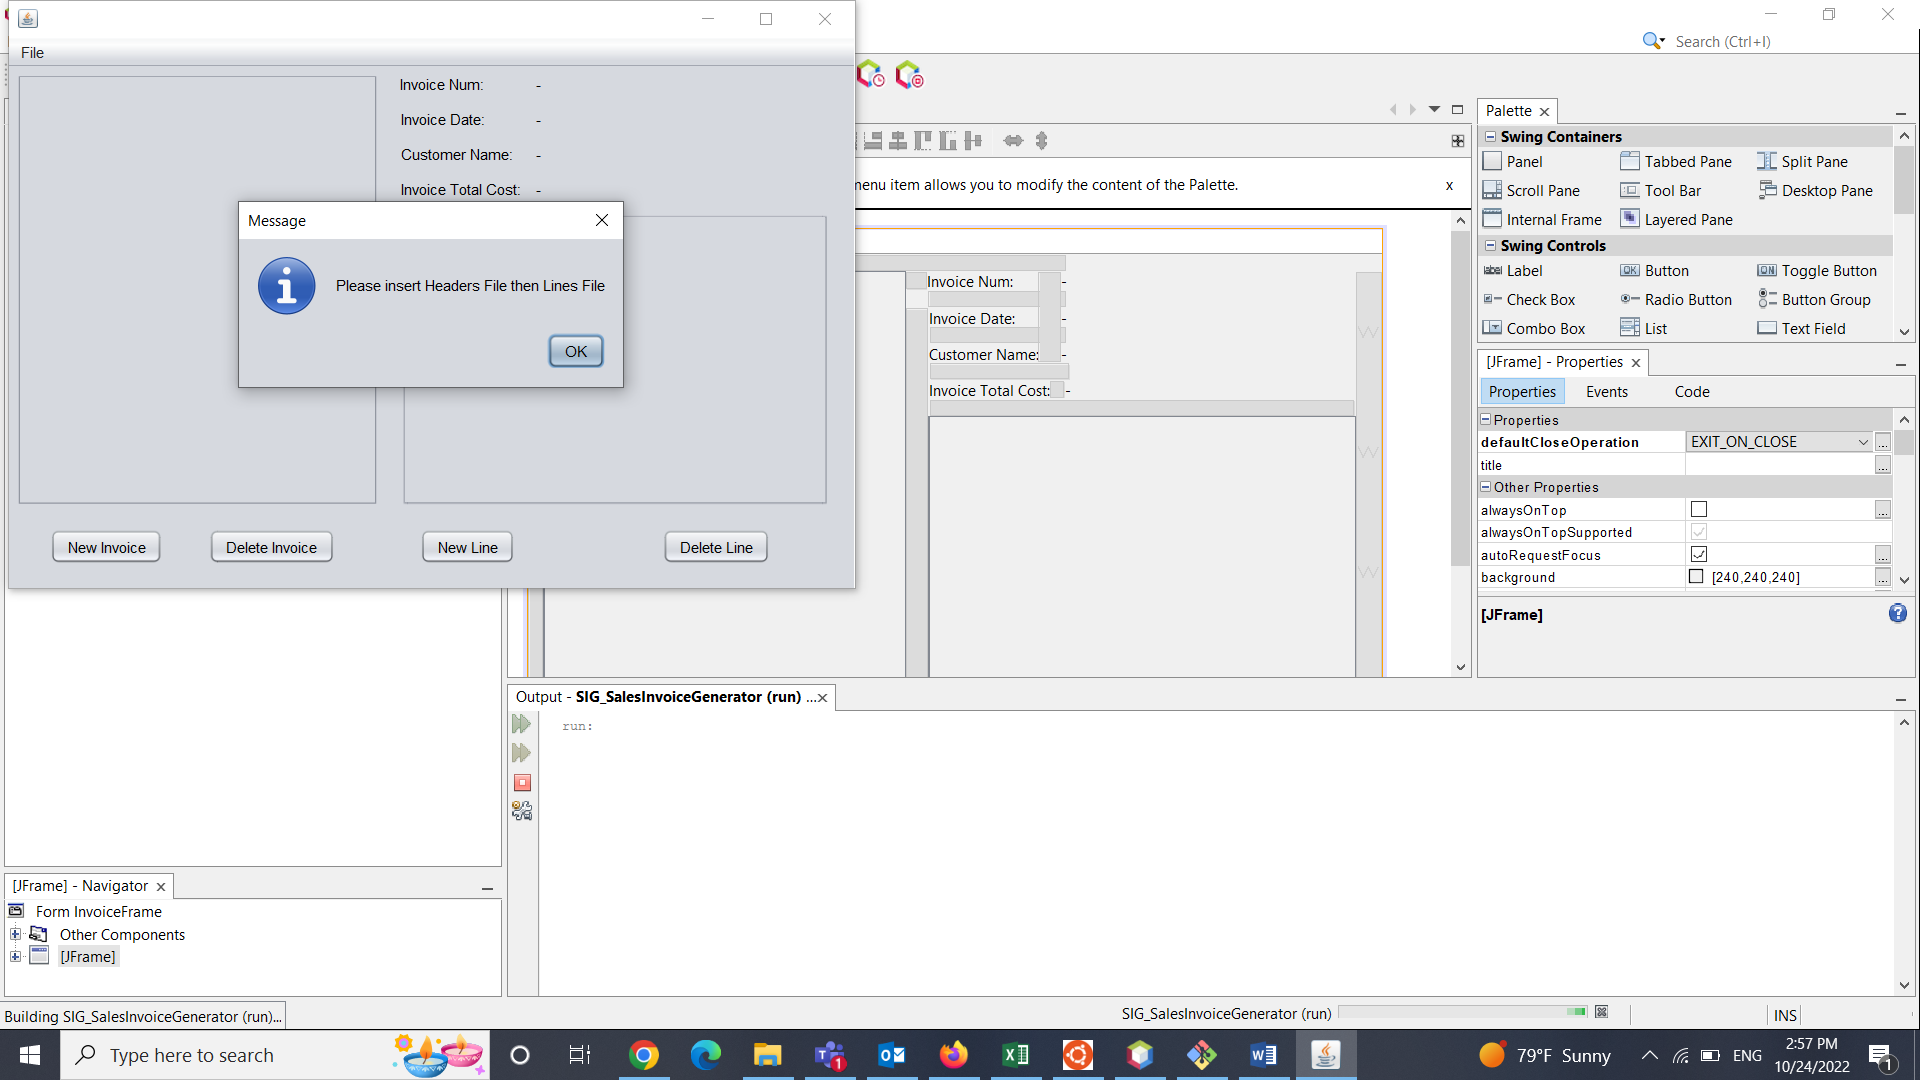 File
Invoice Num: -
Invoice Date: -
Customer Name: -
Invoice Total Cost: -
Message
Please insert Headers File then Lines File
OK
New Invoice
Delete Invoice
New Line
Delete Line
Search (Ctrl+I)
enu item allows you to modify the content of the Palette.
x
Invoice Num: -
Invoice Date: -
Customer Name: -
Invoice Total Cost: -
Palette
Swing Containers
Panel
Tabbed Pane
Split Pane
Scroll Pane
Tool Bar
Desktop Pane
Internal Frame
Layered Pane
Swing Controls
label Label
OK Button
ON Toggle Button
Check Box
Radio Button
Button Group
Combo Box
List
Text Field
[JFrame] - Properties
Properties
Events
Code
Properties
defaultCloseOperation
EXIT_ON_CLOSE
...
title
...
Other Properties
alwaysOnTop
...
alwaysOnTopSupported
autoRequestFocus
...
background
[240,240,240]
...
[JFrame]
Output - SIG_SalesInvoiceGenerator (run) ...
run:
[JFrame] - Navigator
Form InvoiceFrame
Other Components
[JFrame]
Building SIG_SalesInvoiceGenerator (run)...
SIG_SalesInvoiceGenerator (run)
INS
Type here to search
1
79°F Sunny
ENG
2:57 PM
10/24/2022
1